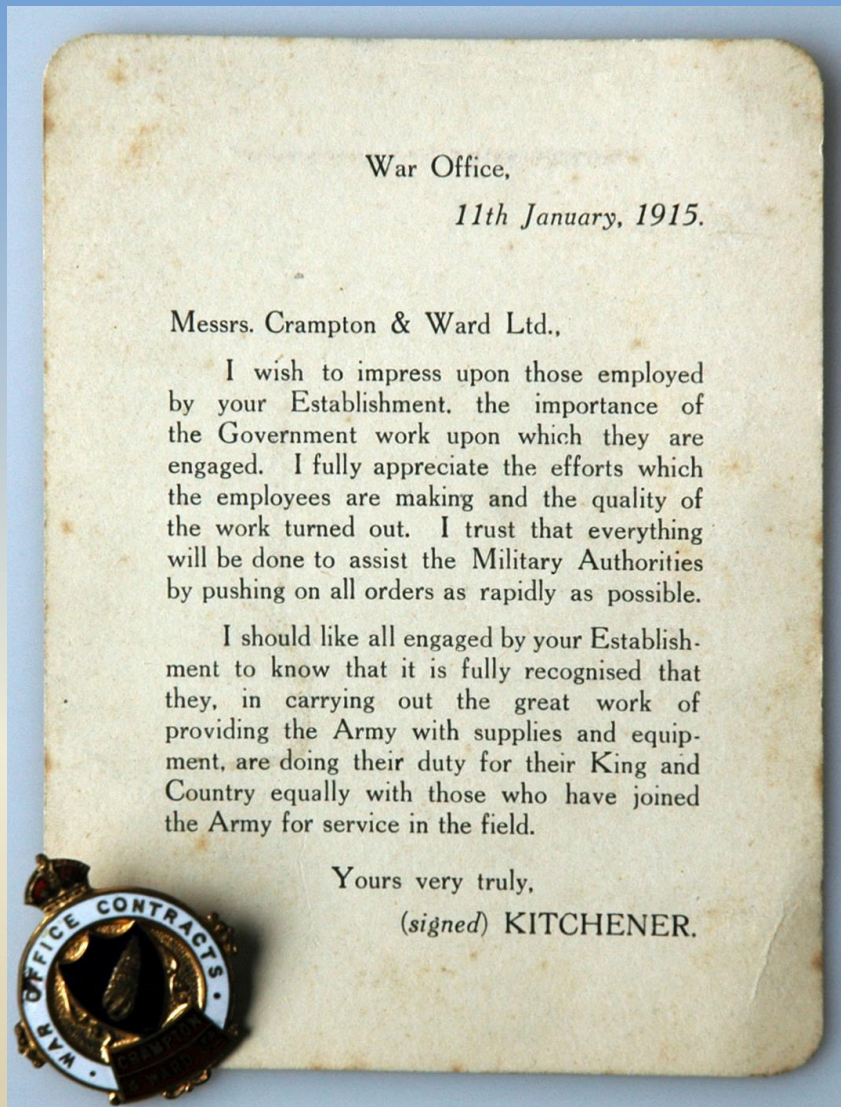 War Office,
11th January, 1915.
Messrs. Crampton & Ward Ltd.,
I wish to impress upon those employed
by your Establishment. the importance of
the Government work upon which they are
engaged. I fully appreciate the efforts which
the employees are making and the quality of
the work turned out. I trust that everything
will be done to assist the Military Authorities
by pushing on all orders as rapidly as possible.
I should like all engaged by your Establish-
ment to know that it is fully recognised that
they, in carrying out the great work of
providing the Army with supplies and equip-
ment, are doing their duty for their King and
Country equally with those who have joined
the Army for service in the field.
Yours very truly,
(signed) KITCHENER.
WAR OFFICE CONTRACTS
CRAMPTON
& WARD